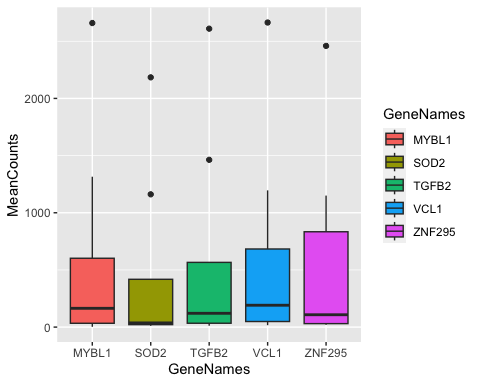 MeanCounts
2000
1000
0
MYBL1
SOD2
TGFB2
VCL1
ZNF295
GeneNames
GeneNames
MYBL1
SOD2
TGFB2
VCL1
ZNF295